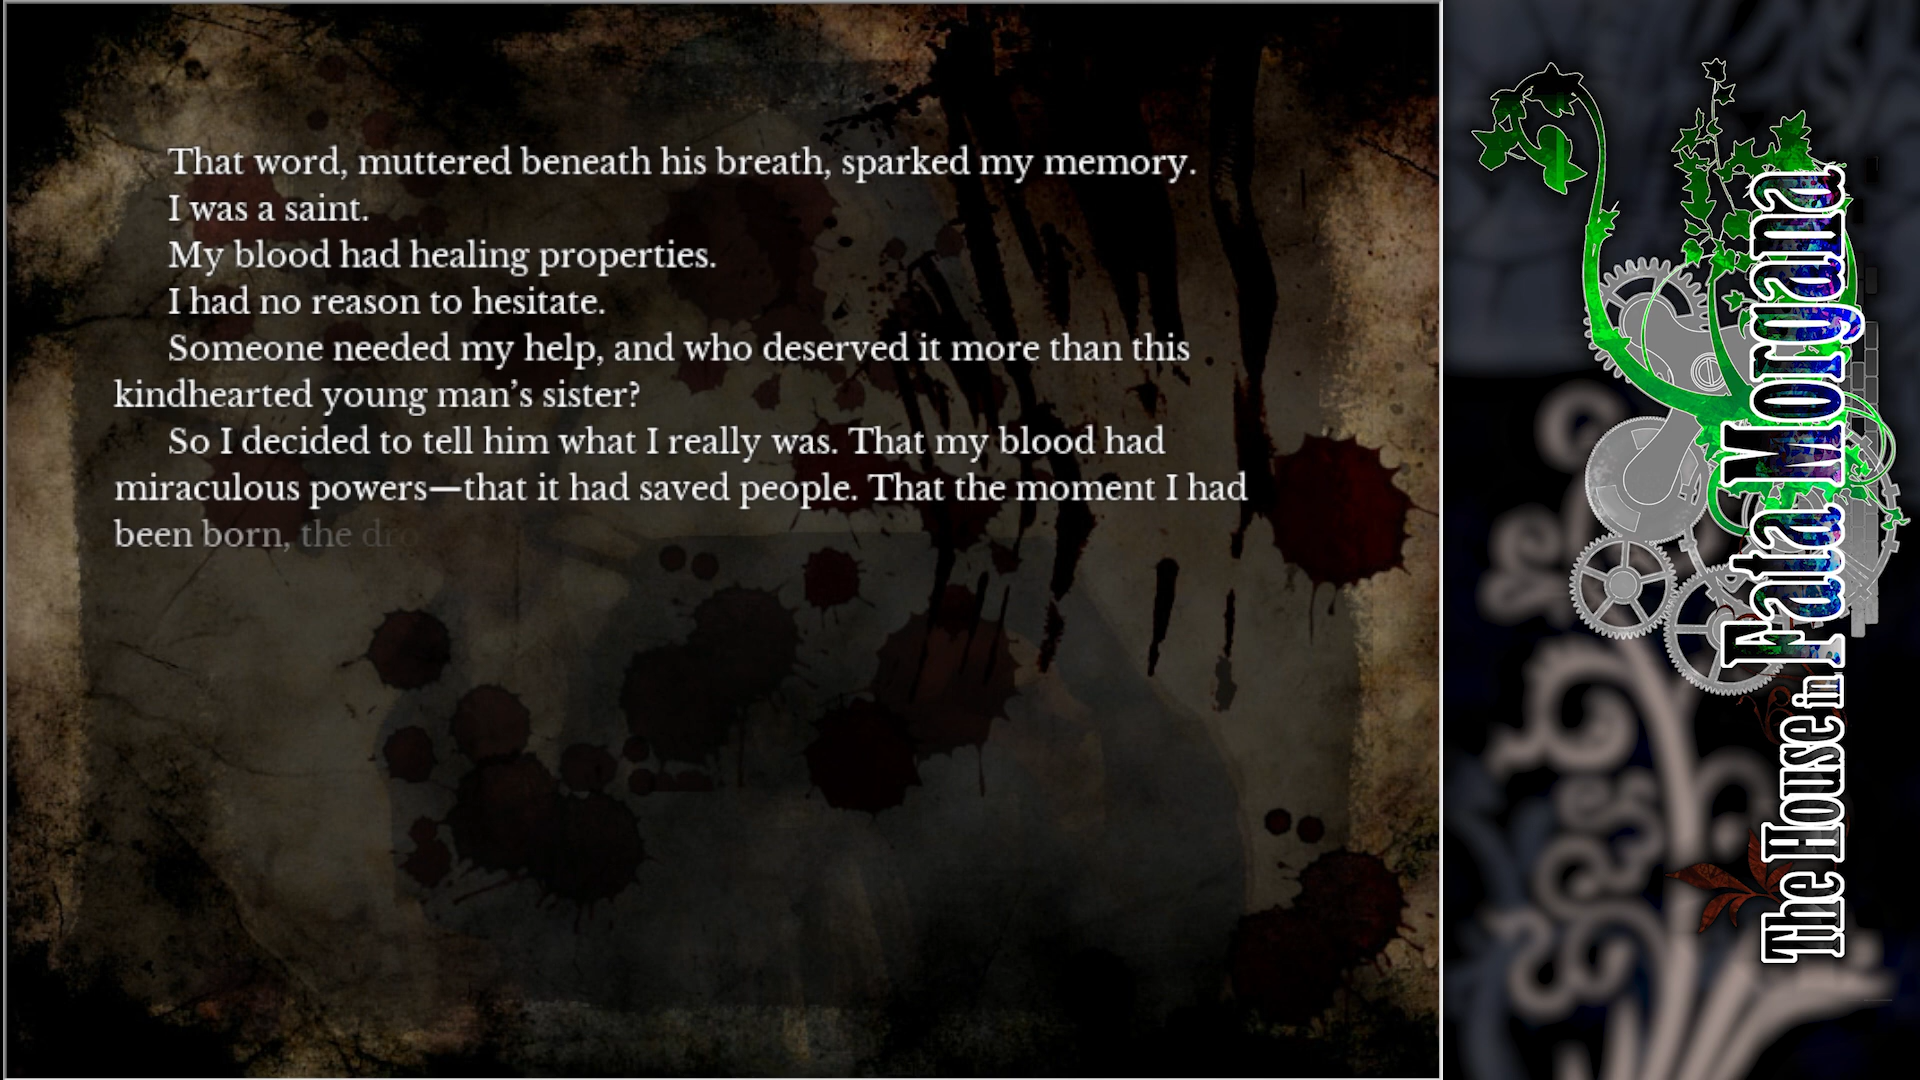 That word, muttered beneath his breath, sparked my memory.
I was a saint.
My blood had healing properties.
I had no reason to hesitate.
Someone needed my help, and who deserved it more than this
kindhearted young man’s sister?
So I decided to tell him what I really was. That my blood had
miraculous powers—that it had saved people. That the moment I had
been born, the
The House in Fata Morgana